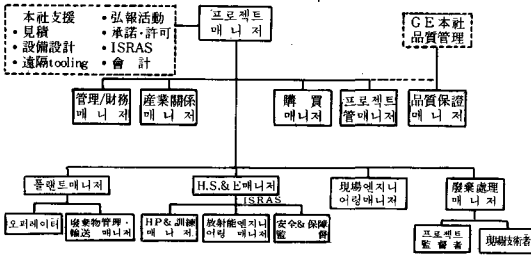 本社支援
• 見積
• 設備設計
• 遠隔tooling
• 弘報活動
• 承諾·許可
• ISRAS
• 會計
프로젝트
매니저
GE本社
品質管理
管理/財務
매니저
産業關係
매니저
購買
매니저
프로젝트
管매니저
品質保證
매니저
플랜트매니저
H.S.&E매니저
ISRAS
現場엔지니
어링매니저
廢棄處理
매니저
오퍼레이터
廢棄物管理·
輸送 매니저
HP&訓練
매니저
放射能엔지니
어링 매니저
安全&保障
監督
프로젝트
監督者
現場技術者